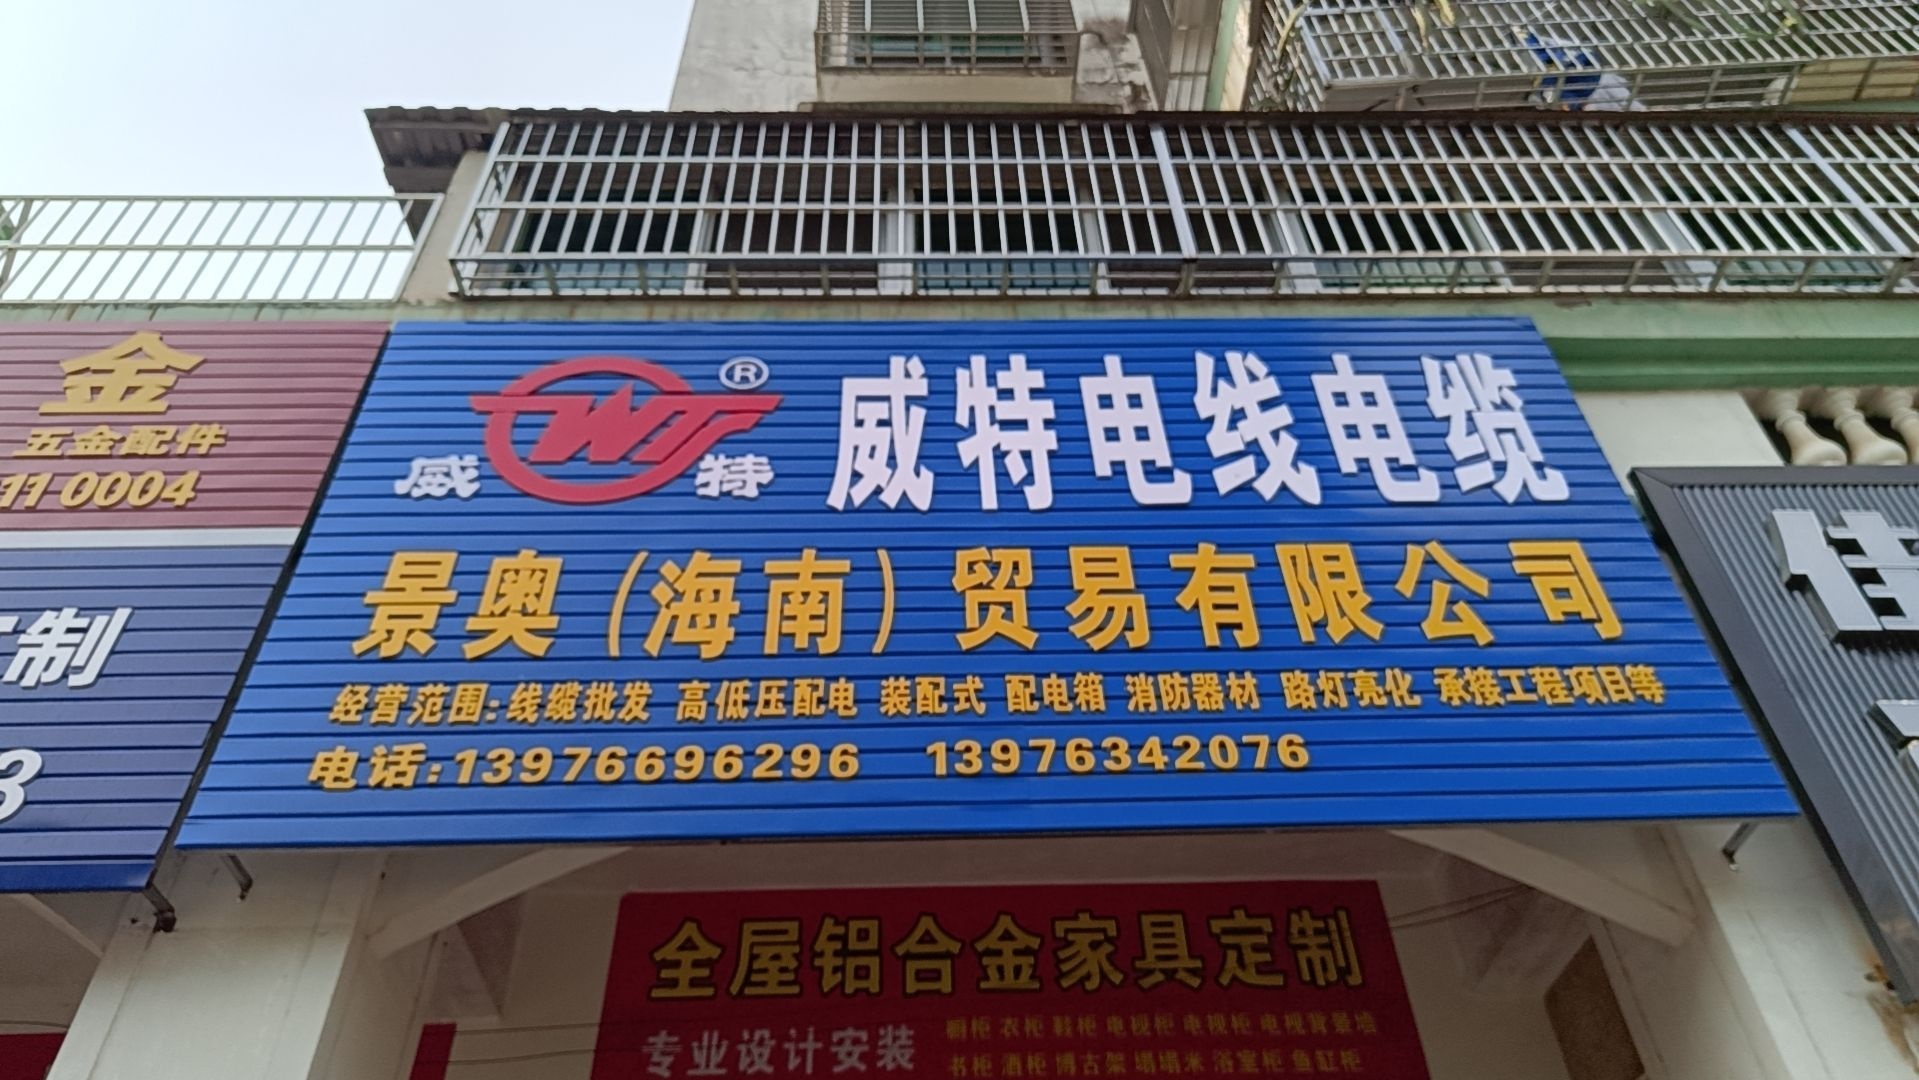 金
五金配件
11 0004
制
3
WT
®
威特
威特电线电缆
景奥(海南)贸易有限公司
经营范围:线缆批发 高低压配电 装配式 配电箱 消防器材 路灯亮化 承接工程项目等
电话:13976696296 13976342076
佳
全屋铝合金家具定制
专业设计安装
橱柜 衣柜 鞋柜 电视柜 电视柜 电视背景墙
书柜 酒柜 博古架 塌塌米 浴室柜 鱼缸柜